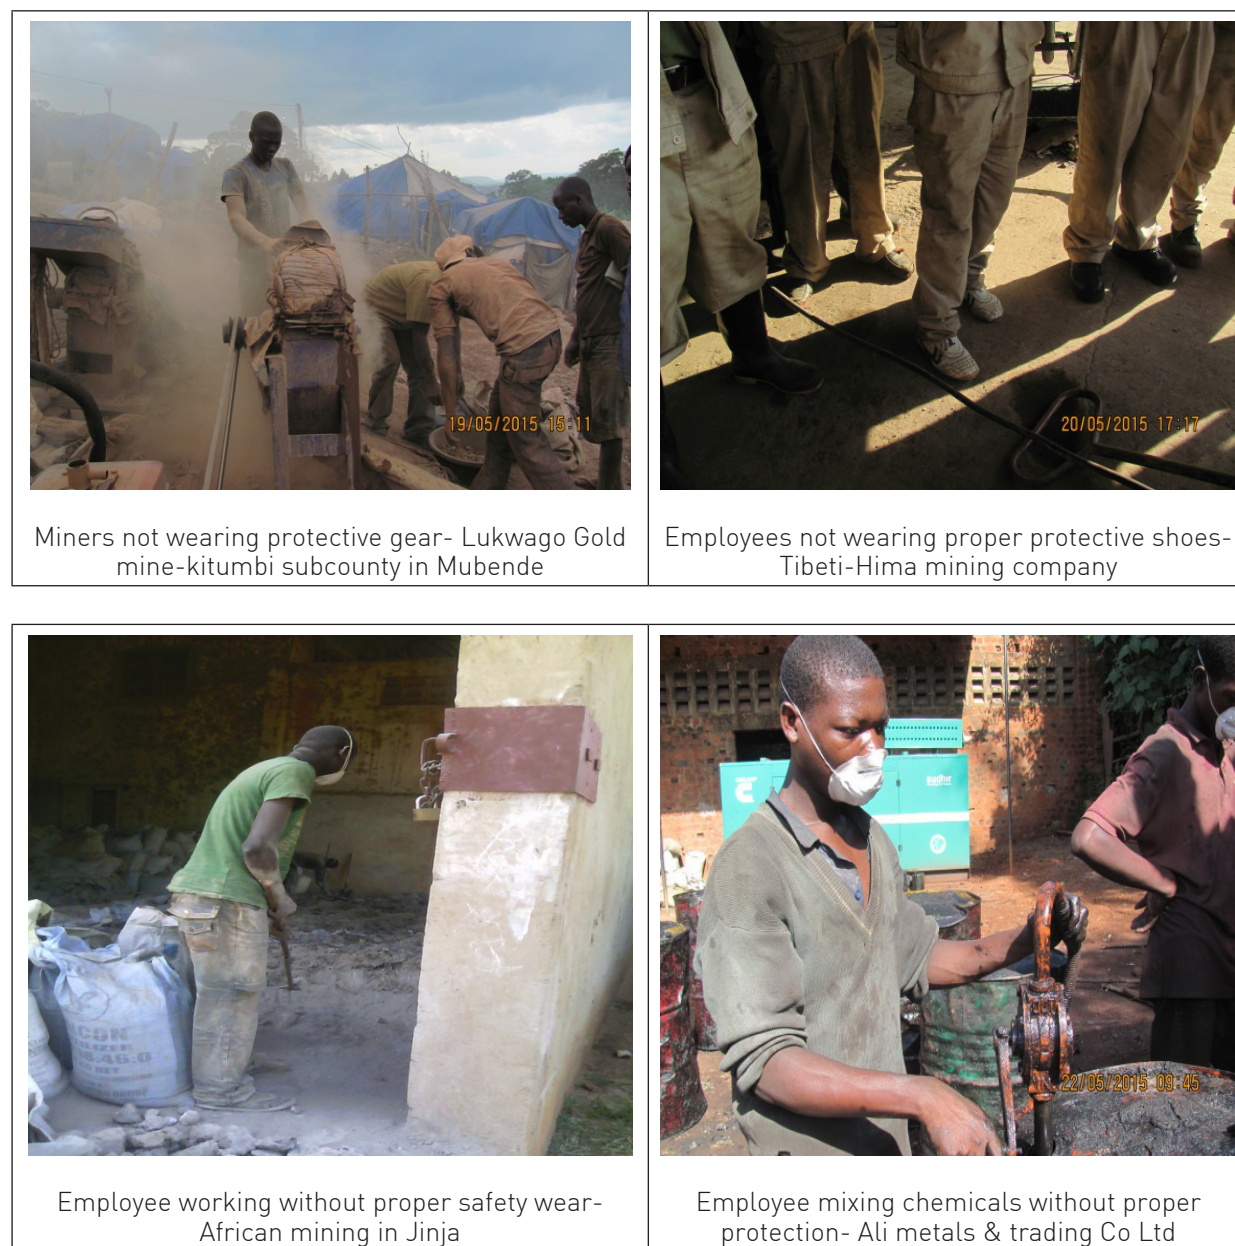 19/05/2015 15:11
20/05/2015 17:17
Miners not wearing protective gear- Lukwago Gold
mine-kitumbi subcounty in Mubende
Employees not wearing proper protective shoes-
Tibeti-Hima mining company
46:0
sudhir
22/05/2015 09:45
Employee working without proper safety wear-
African mining in Jinja
Employee mixing chemicals without proper
protection- Ali metals & trading Co Ltd